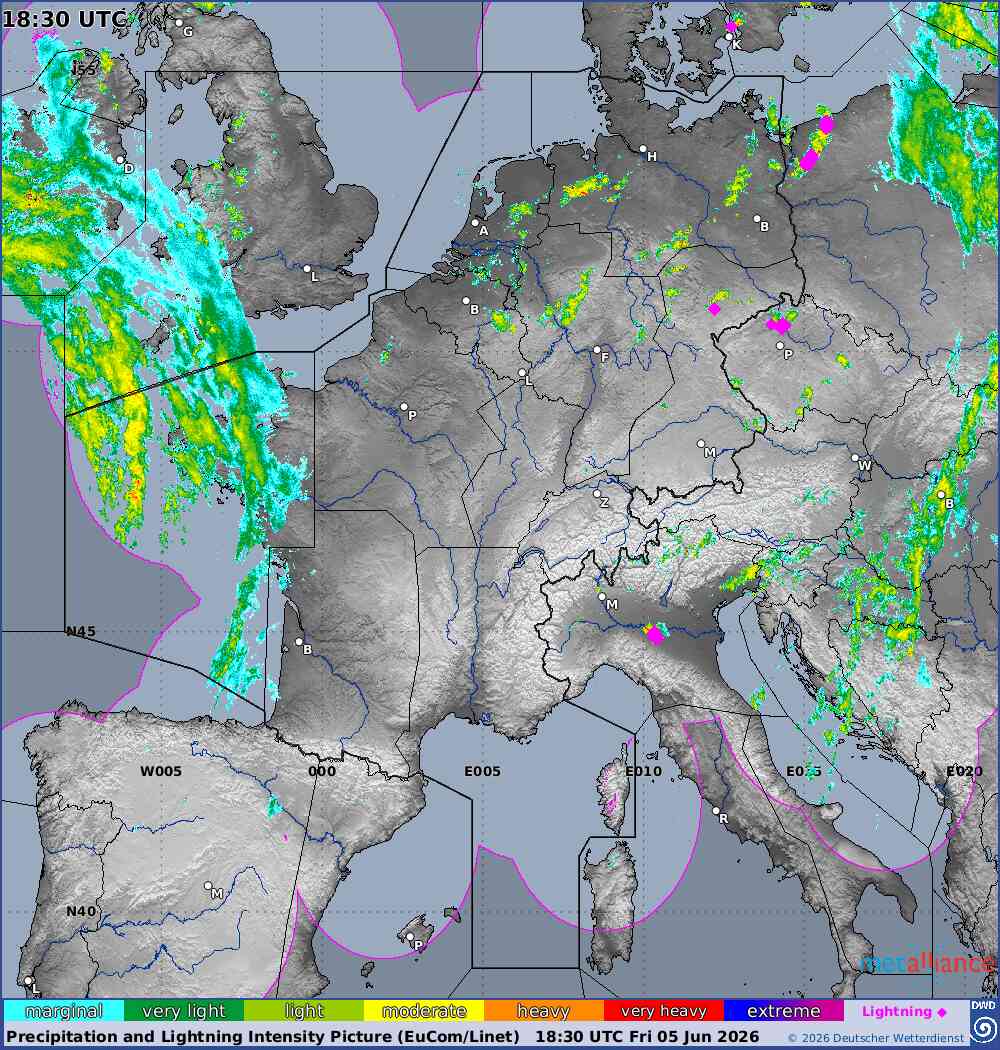 18:30 UTC
G
K
N55
D
H
A
B
L
B
P
F
L
P
M
W
Z
B
M
N45
B
W005
000
E005
E010
E015
E020
R
M
N40
P
L
metalliance
marginal very light light moderate heavy very heavy extreme Lightning
DWD
Precipitation and Lightning Intensity Picture (EuCom/Linet) 18:30 UTC Fri 05 Jun 2026 © 2026 Deutscher Wetterdienst